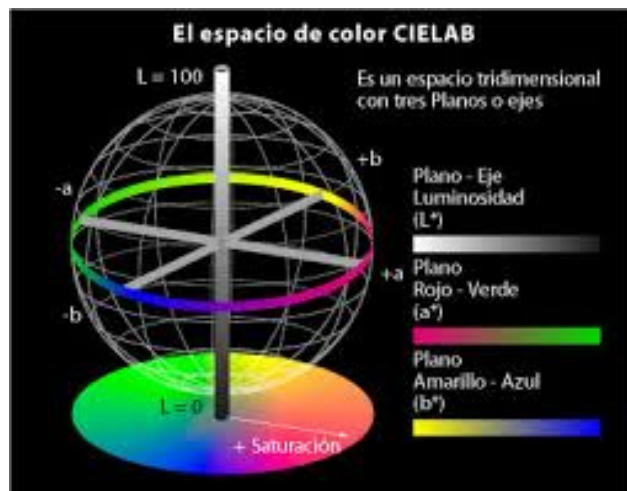 El espacio de color CIELAB
L = 100
Es un espacio tridimensional
con tres Planos o ejes
+b
-a
Plano - Eje
Luminosidad
(L*)
+a
Plano
Rojo - Verde
(a*)
-b
Plano
Amarillo - Azul
(b*)
L = 0
+ Saturación